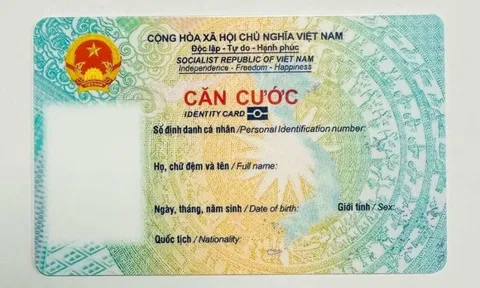 CỘNG HÒA XÃ HỘI CHỦ NGHĨA VIỆT NAM
Độc lập - Tự do - Hạnh phúc
SOCIALIST REPUBLIC OF VIET NAM
Independence - Freedom - Happiness
CĂN CƯỚC
IDENTITY CARD
Số định danh cá nhân / Personal Identification number:
Họ, chữ đệm và tên / Full name:
Ngày, tháng, năm sinh / Date of birth: Giới tính / Sex:
Quốc tịch / Nationality: